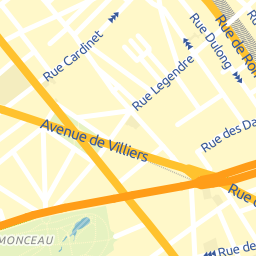 Rue Cardinet
Rue Legendre
Rue Dulong
Rue de Ro
Avenue de Villiers
Rue des Da
Rue
MONCEAU
Rue de